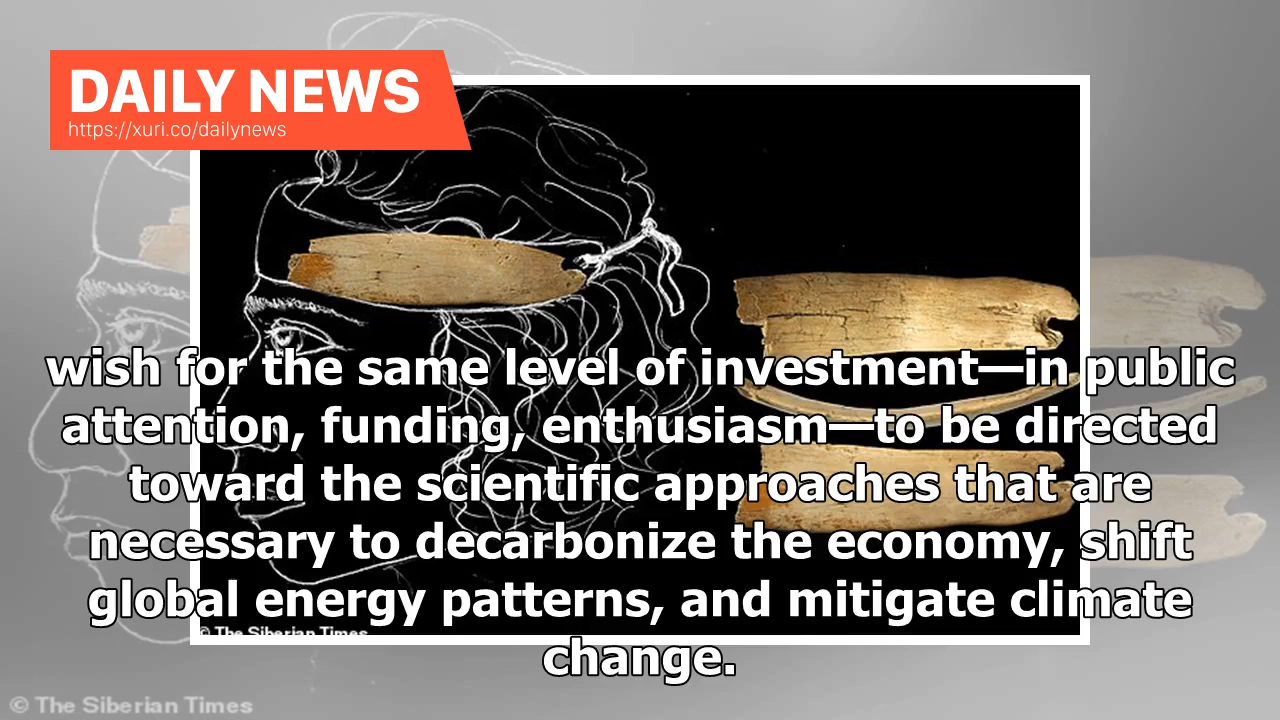 DAILY NEWS
https://xuri.co/dailynews
wish for the same level of investment—in public
attention, funding, enthusiasm—to be directed
toward the scientific approaches that are
necessary to decarbonize the economy, shift
global energy patterns, and mitigate climate
change.
© The Siberian Times
© The Siberian Times